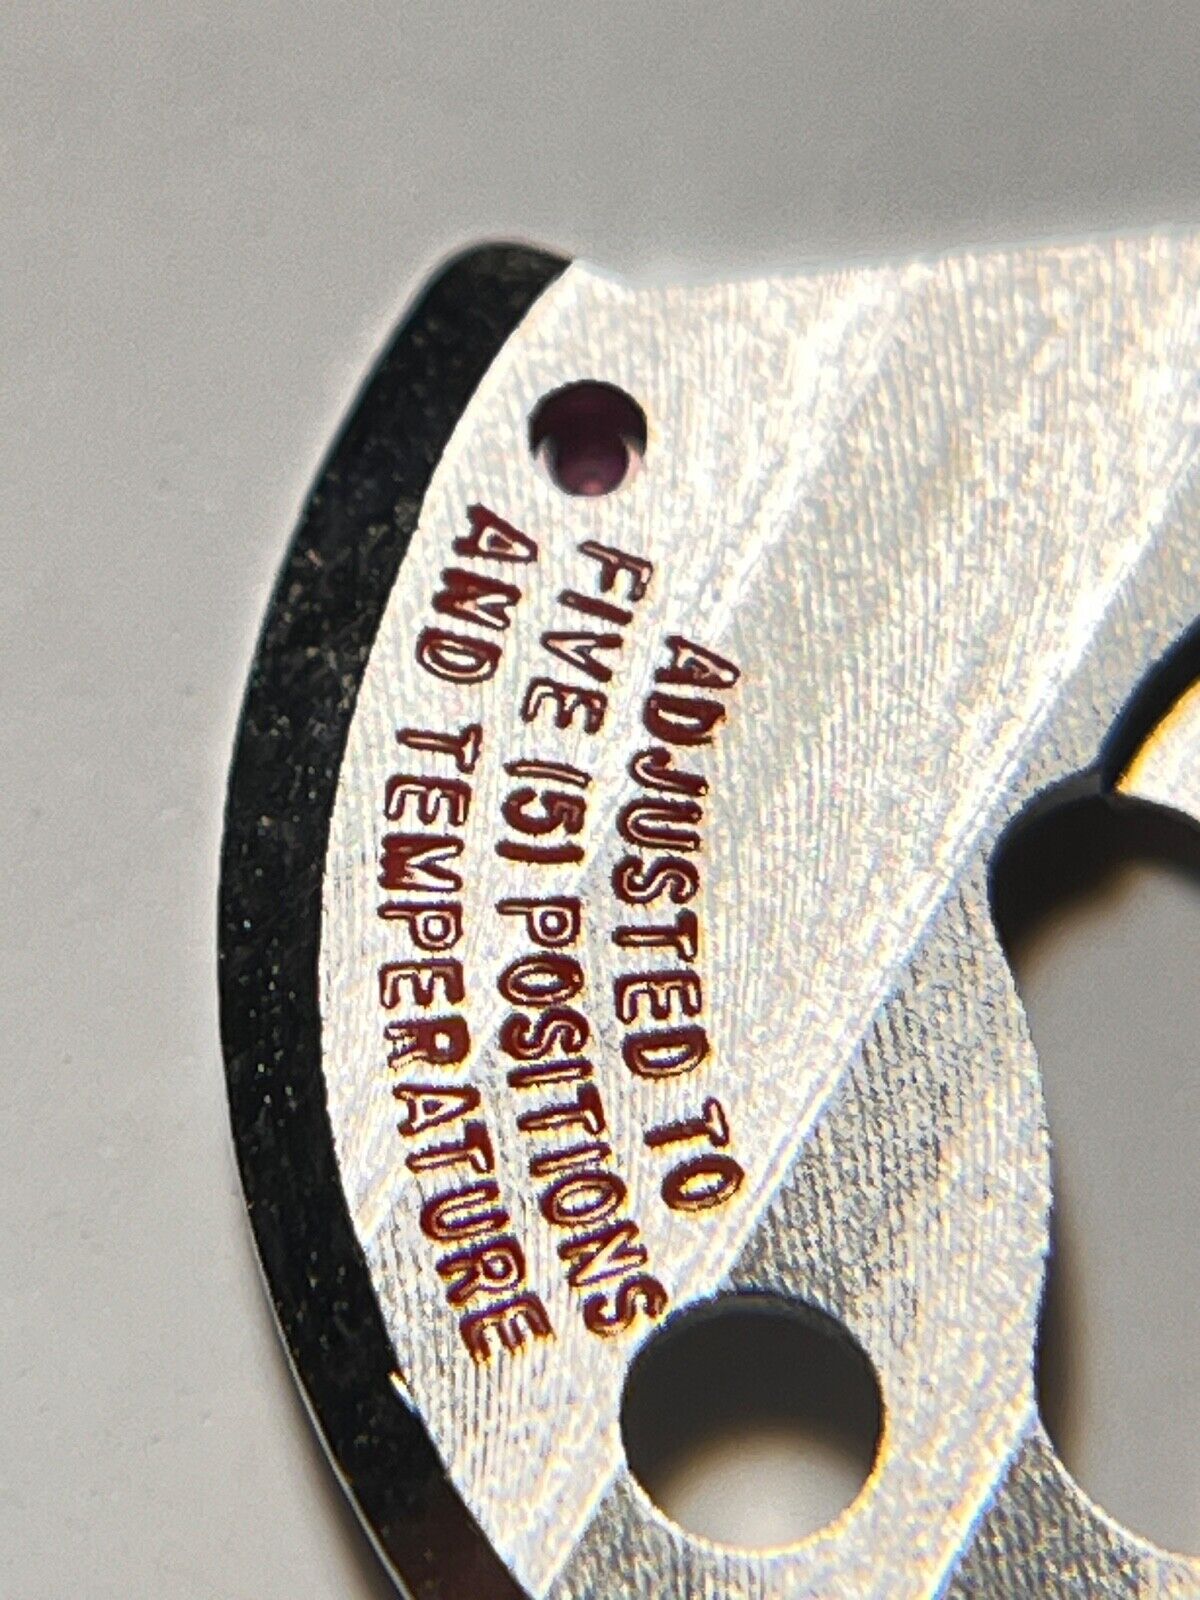 ADJUSTED TO
FIVE (5) POSITIONS
AND TEMPERATURE